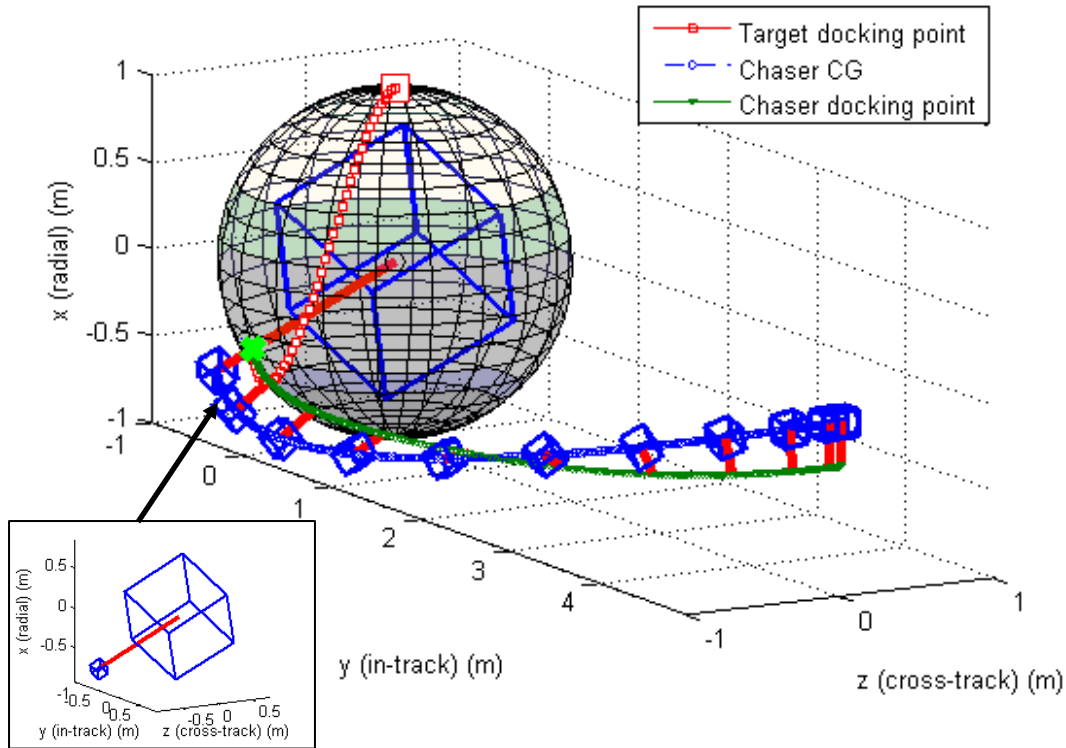 Target docking point
Chaser CG
Chaser docking point
1
0.5
0
-0.5
-1
x (radial) (m)
-1
0
1
2
3
4
y (in-track) (m)
-1
0
1
z (cross-track) (m)
0.5
0
-0.5
x (radial) (m)
-1
-0.5
0
0.5
y (in-track) (m)
-0.5
0
0.5
z (cross-track) (m)